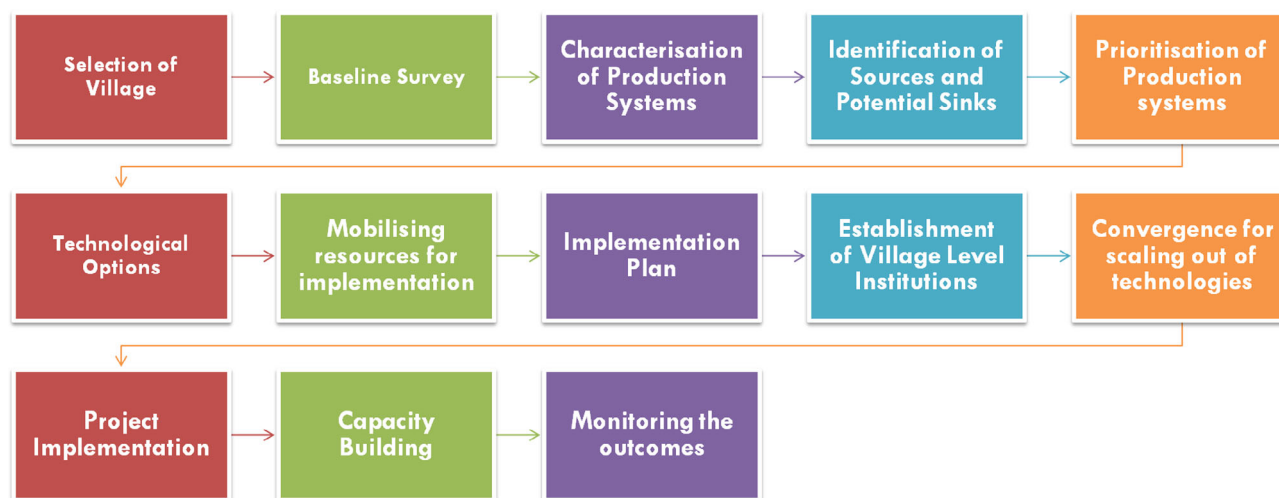 Selection of
Village
Baseline Survey
Characterisation
of Production
Systems
Identification of
Sources and
Potential Sinks
Prioritisation of
Production
systems
Technological
Options
Mobilising
resources for
implementation
Implementation
Plan
Establishment
of Village Level
Institutions
Convergence for
scaling out of
technologies
Project
Implementation
Capacity
Building
Monitoring the
outcomes